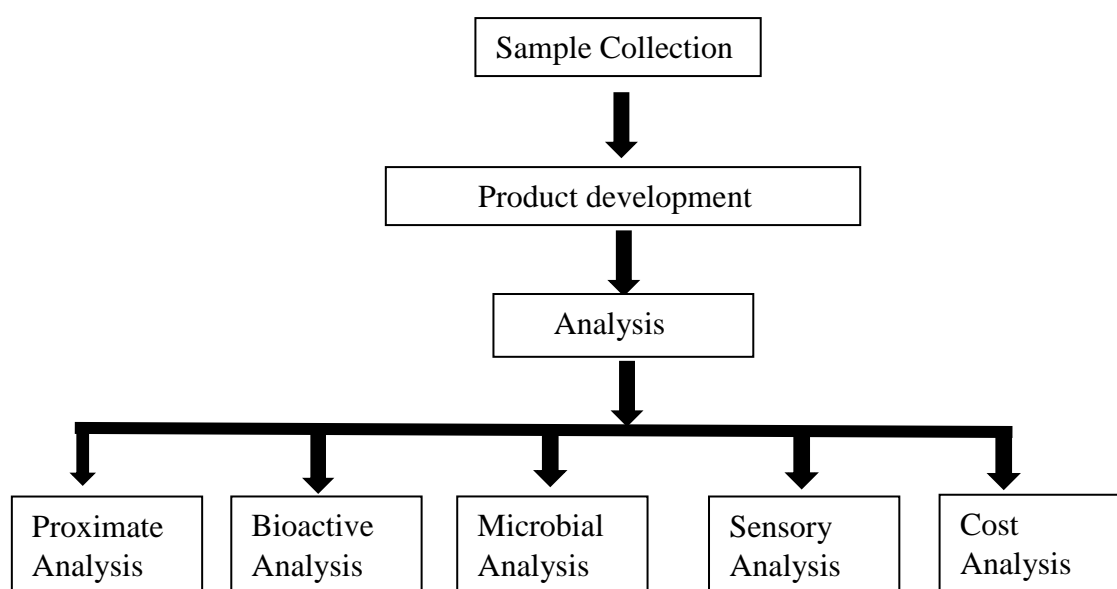 Sample Collection
Product development
Analysis
Proximate
Analysis
Bioactive
Analysis
Microbial
Analysis
Sensory
Analysis
Cost
Analysis